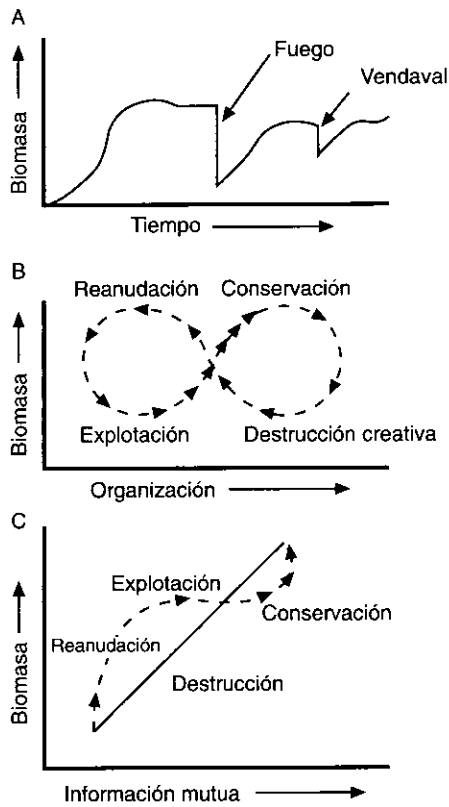 A
Fuego
Vendaval
Biomasa
Tiempo
B
Reanudación Conservación
Biomasa
Explotación Destrucción creativa
Organización
C
Biomasa
Explotación
Conservación
Reanudación
Destrucción
Información mutua